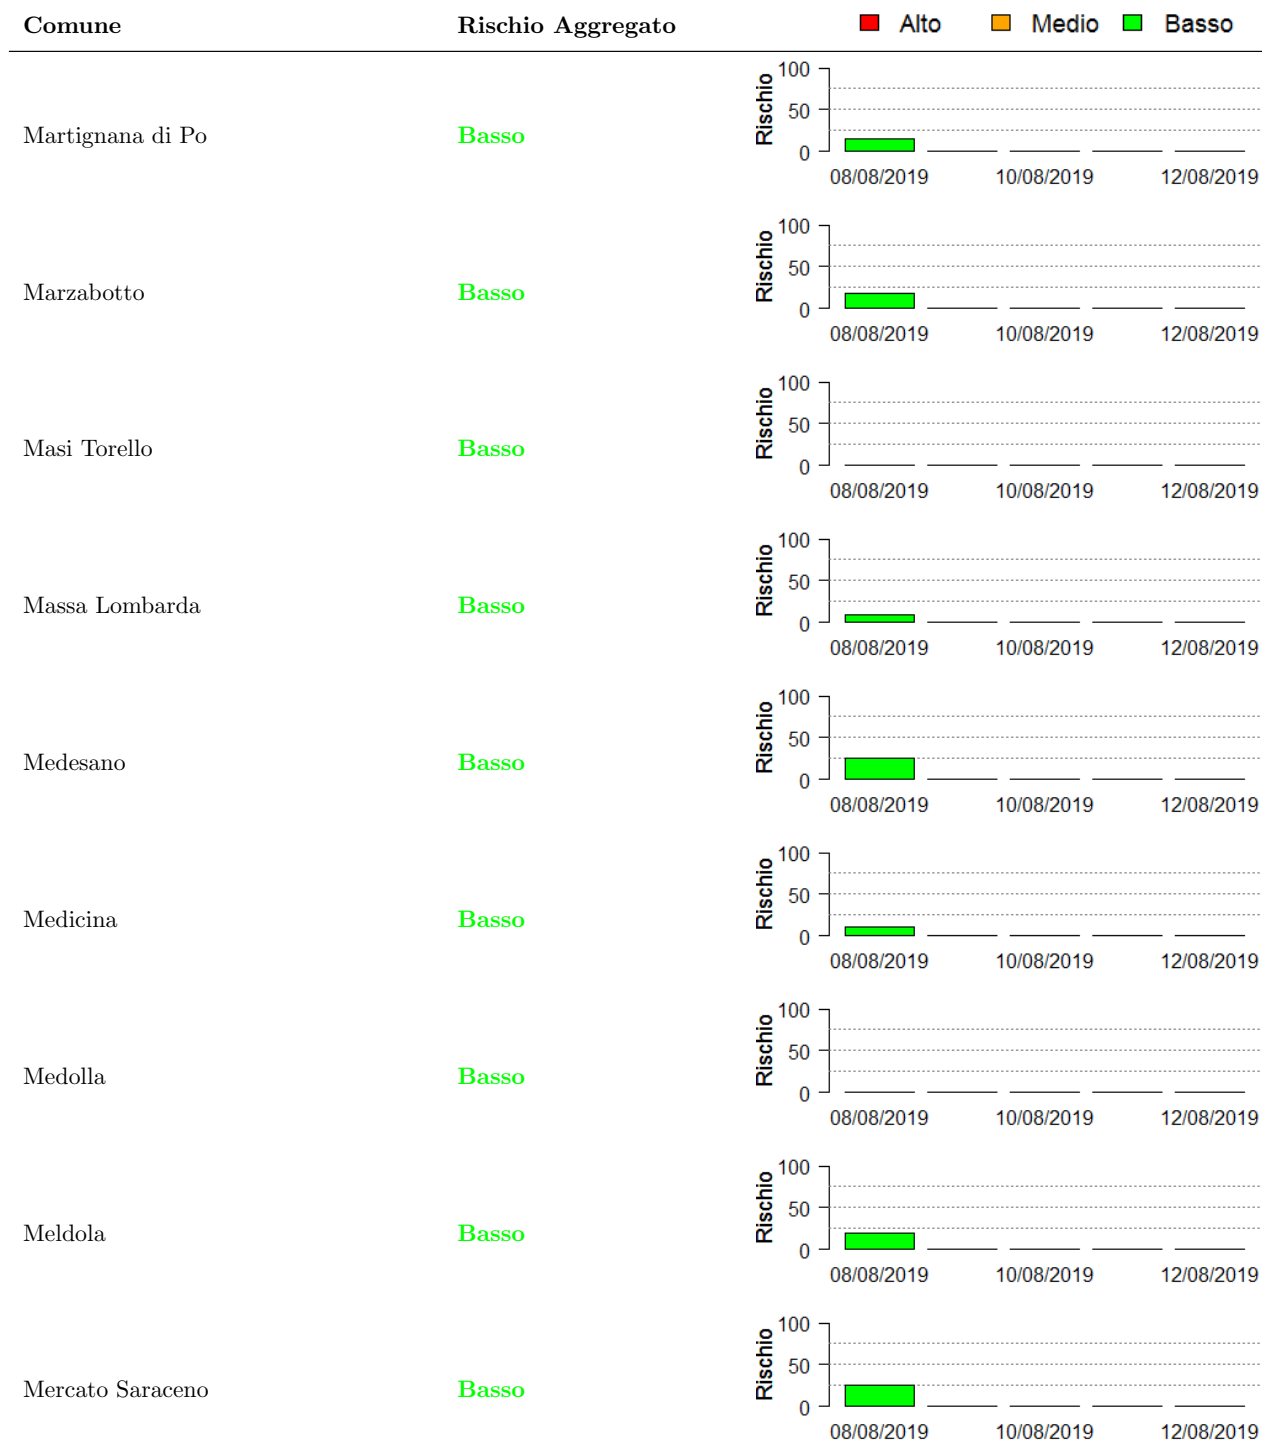 Comune Rischio Aggregato Alto Medio Basso
Martignana di Po Basso
Rischio
100
50
0
08/08/2019 10/08/2019 12/08/2019
Marzabotto Basso
Rischio
100
50
0
08/08/2019 10/08/2019 12/08/2019
Masi Torello Basso
Rischio
100
50
0
08/08/2019 10/08/2019 12/08/2019
Massa Lombarda Basso
Rischio
100
50
0
08/08/2019 10/08/2019 12/08/2019
Medesano Basso
Rischio
100
50
0
08/08/2019 10/08/2019 12/08/2019
Medicina Basso
Rischio
100
50
0
08/08/2019 10/08/2019 12/08/2019
Medolla Basso
Rischio
100
50
0
08/08/2019 10/08/2019 12/08/2019
Meldola Basso
Rischio
100
50
0
08/08/2019 10/08/2019 12/08/2019
Mercato Saraceno Basso
Rischio
100
50
0
08/08/2019 10/08/2019 12/08/2019